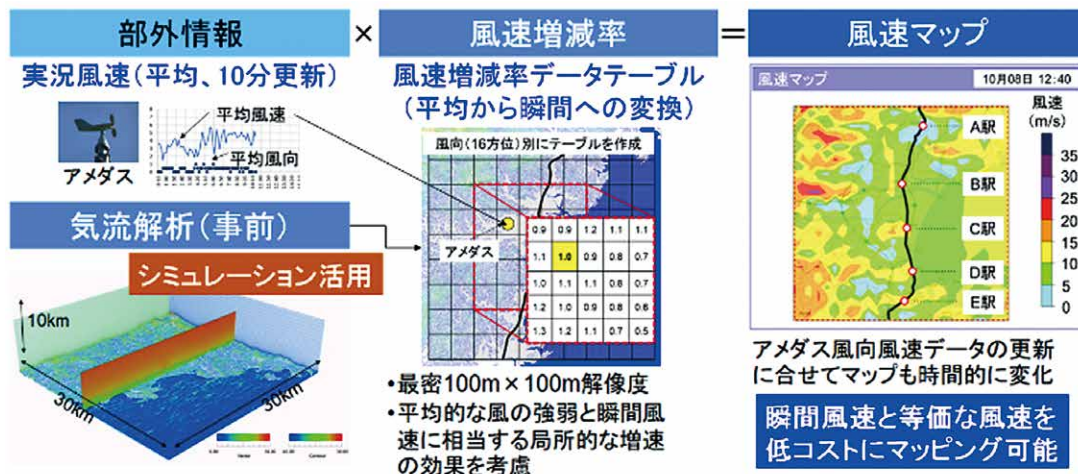 部外情報
×
風速増減率
=
風速マップ
実況風速(平均、10分更新)
平均風速
平均風向
アメダス
気流解析(事前)
シミュレーション活用
10km
30km
30km
風速増減率データテーブル
(平均から瞬間への変換)
風向(16方位)別にテーブルを作成
アメダス
0.9 0.9 1.2 1.1 1.1
1.1 1.0 0.9 0.8 0.7
1.0 1.1 1.1 0.8 0.7
1.2 1.0 0.9 0.8 0.6
1.3 1.2 1.1 0.7 0.5
•最密100m×100m解像度
•平均的な風の強弱と瞬間風
速に相当する局所的な増速
の効果を考慮
風速マップ 10月08日 12:40
風速
(m/s)
A駅
B駅
C駅
D駅
E駅
35
30
25
20
15
10
5
0
アメダス風向風速データの更新
に合せてマップも時間的に変化
瞬間風速と等価な風速を
低コストにマッピング可能